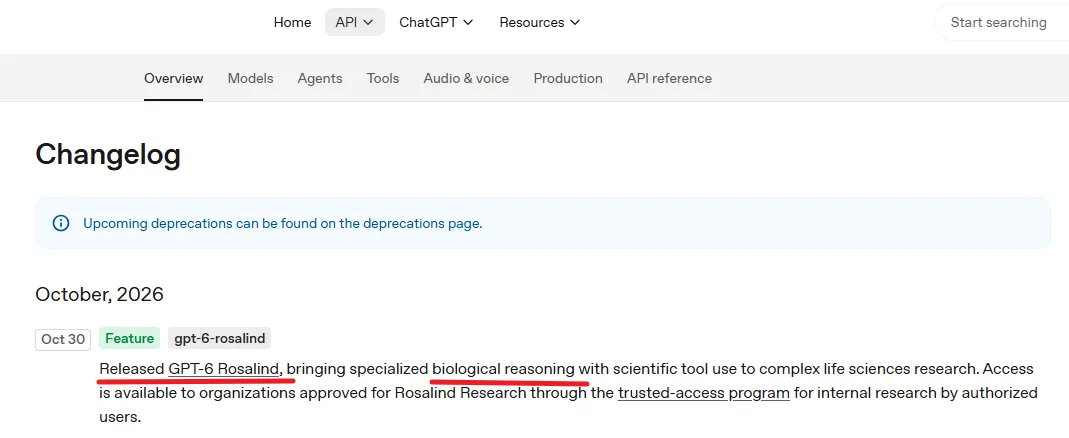 Home API ChatGPT Resources Start searching
Overview Models Agents Tools Audio & voice Production API reference
Changelog
Upcoming deprecations can be found on the deprecations page.
October, 2026
Oct 30 Feature gpt-6-rosalind
Released GPT-6 Rosalind, bringing specialized biological reasoning with scientific tool use to complex life sciences research. Access
is available to organizations approved for Rosalind Research through the trusted-access program for internal research by authorized
users.